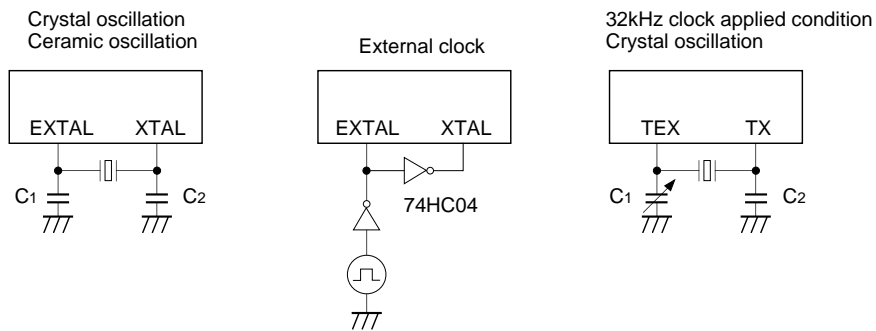 Crystal oscillation
Ceramic oscillation
EXTAL XTAL
C1 C2
External clock
EXTAL XTAL
74HC04
32kHz clock applied condition
Crystal oscillation
TEX TX
C1 C2